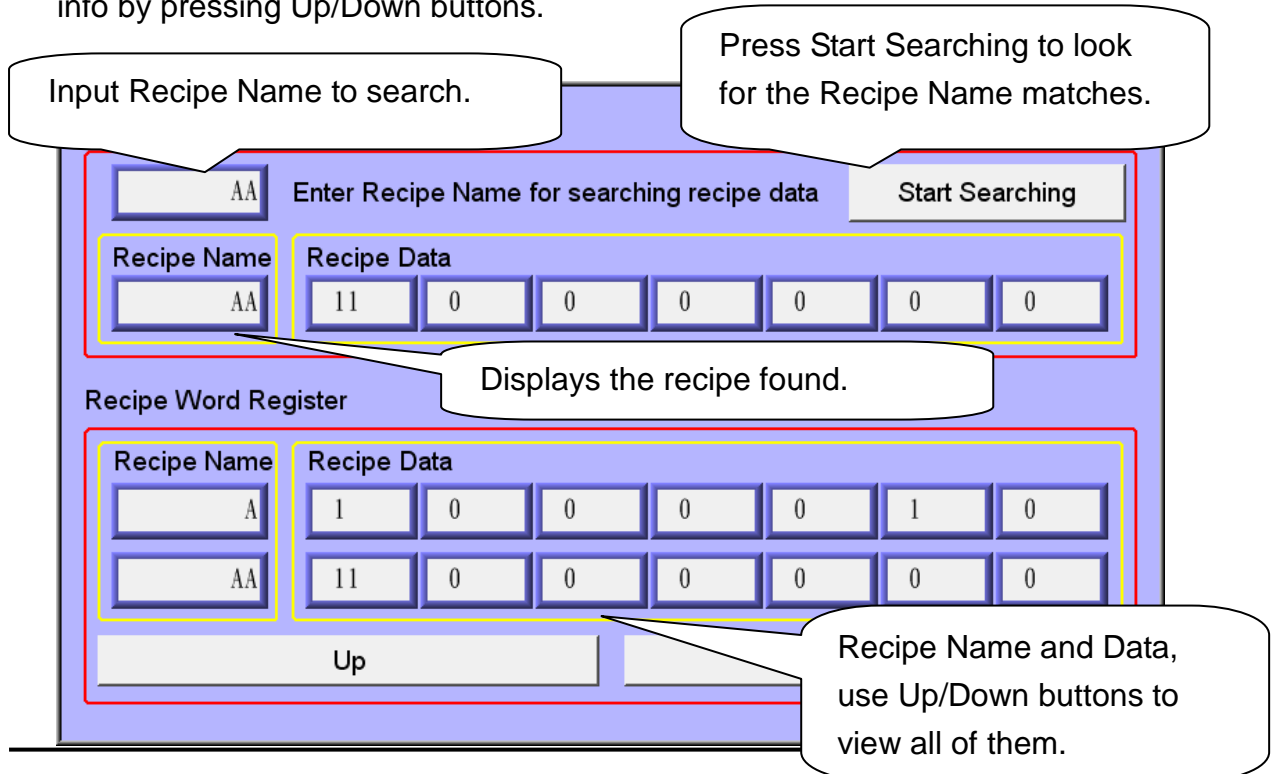 info by pressing Up/Down buttons.
Input Recipe Name to search.
Press Start Searching to look
for the Recipe Name matches.
AA Enter Recipe Name for searching recipe data Start Searching
Recipe Name Recipe Data
AA 11 0 0 0 0 0 0
Displays the recipe found.
Recipe Word Register
Recipe Name Recipe Data
A 1 0 0 0 0 1 0
AA 11 0 0 0 0 0 0
Up
Recipe Name and Data,
use Up/Down buttons to
view all of them.